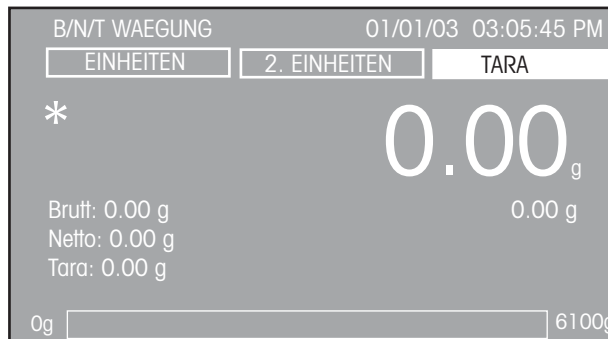 B/N/T WAEGUNG 01/01/03 03:05:45 PM
EINHEITEN 2. EINHEITEN TARA
* 0.00 g
Brutt: 0.00 g 0.00 g
Netto: 0.00 g
Tara: 0.00 g
0g 6100g